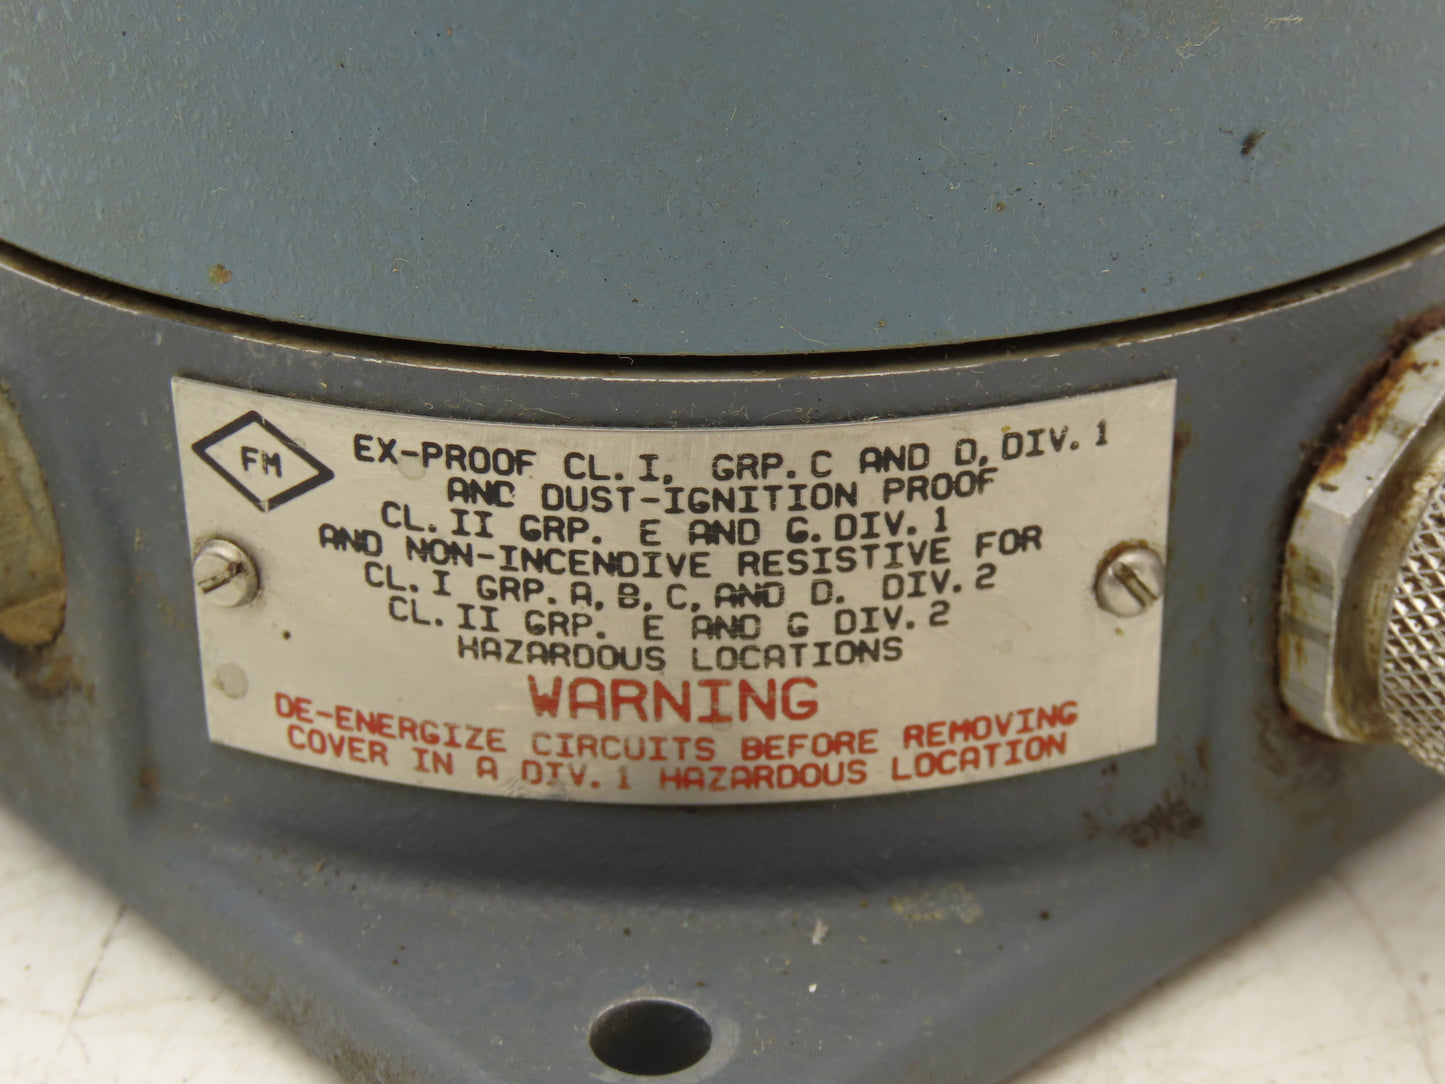 FM
EX-PROOF CL. I, GRP. C AND D, DIV. 1
AND DUST-IGNITION PROOF
CL. II GRP. E AND G. DIV. 1
AND NON-INCENDIVE RESISTIVE FOR
CL. I GRP. A, B, C, AND D. DIV. 2
CL. II GRP. E AND G DIV. 2
HAZARDOUS LOCATIONS
WARNING
DE-ENERGIZE CIRCUITS BEFORE REMOVING
COVER IN A DIV. 1 HAZARDOUS LOCATION